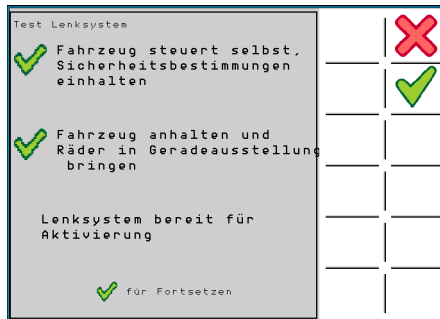 Test Lenksystem
Fahrzeug steuert selbst,
Sicherheitsbestimmungen
einhalten
Fahrzeug anhalten und
Räder in Geradeausstellung
bringen
Lenksystem bereit für
Aktivierung
für Fortsetzen